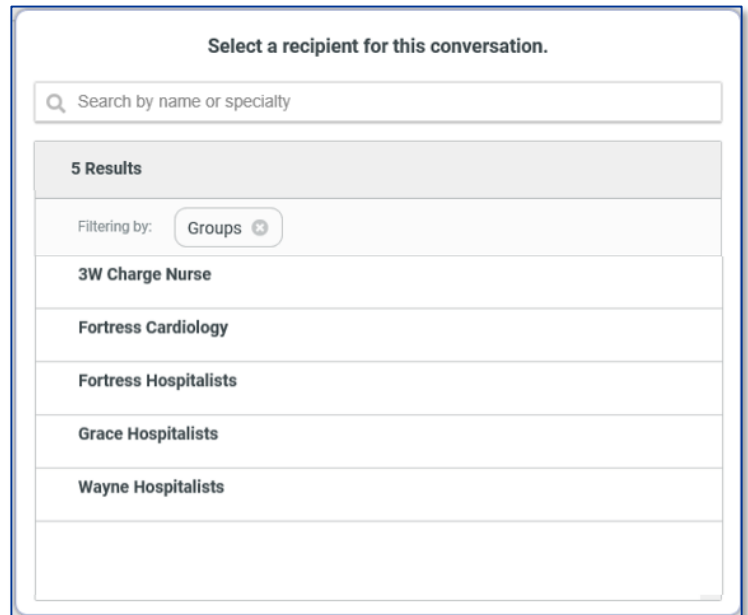 Select a recipient for this conversation.
Search by name or specialty
5 Results
Filtering by: Groups
3W Charge Nurse
Fortress Cardiology
Fortress Hospitalists
Grace Hospitalists
Wayne Hospitalists